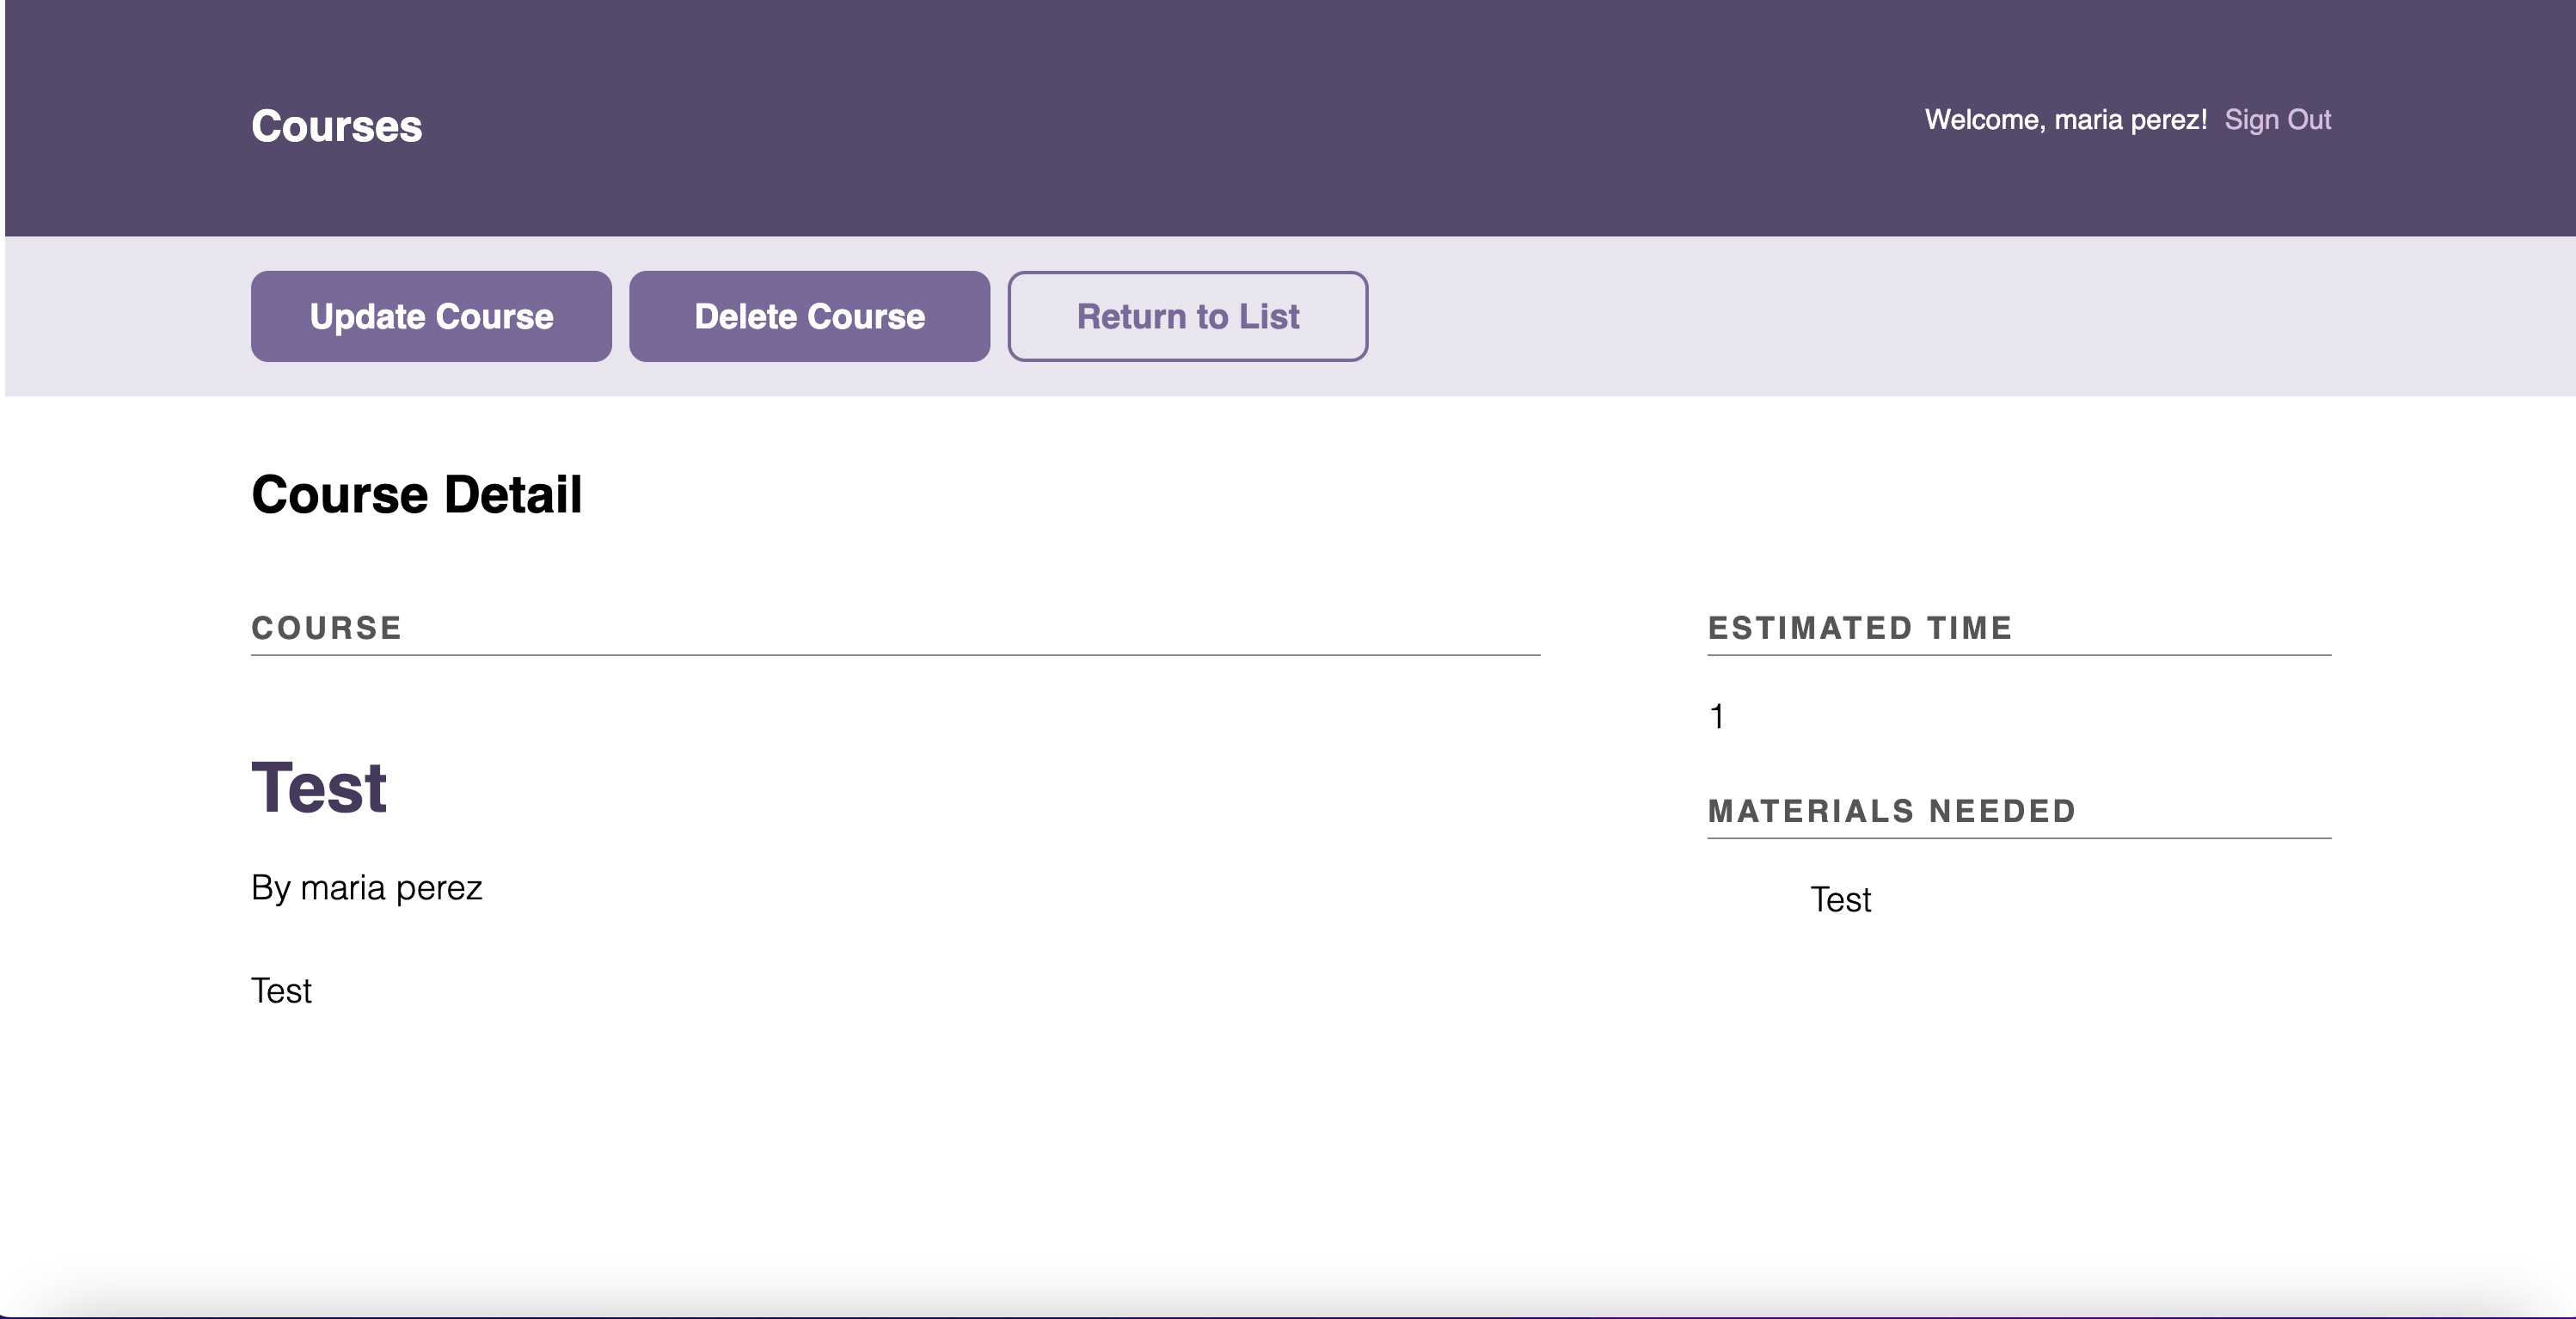 Courses
Welcome, maria perez! Sign Out
Update Course
Delete Course
Return to List
Course Detail
COURSE
Test
By maria perez
Test
ESTIMATED TIME
1
MATERIALS NEEDED
Test